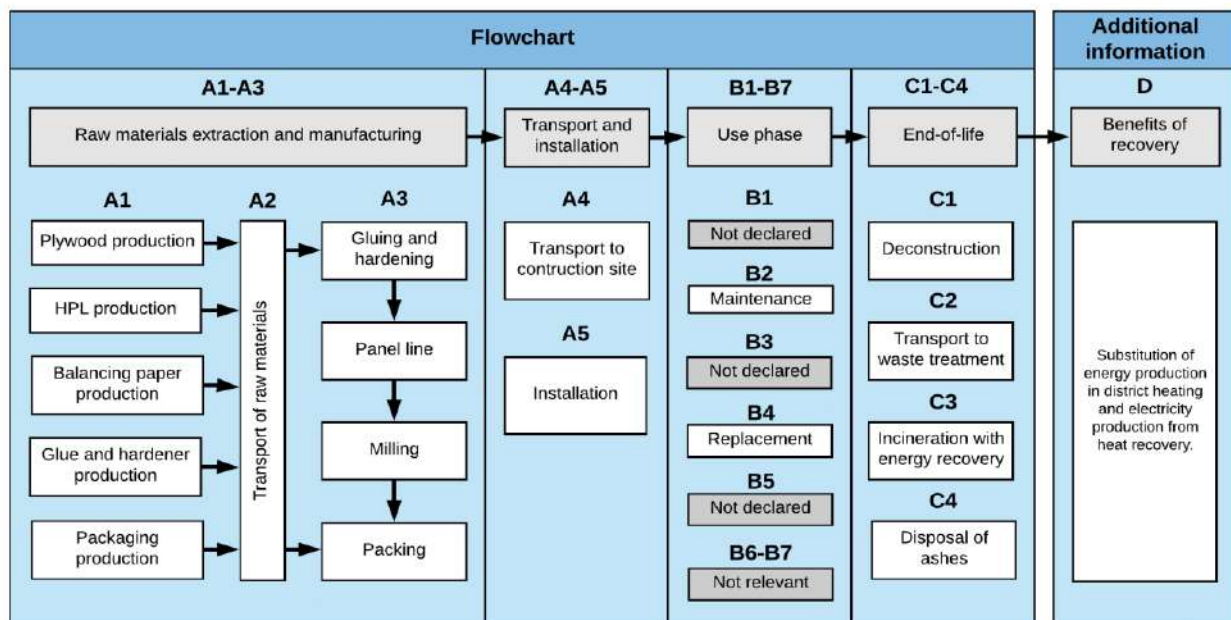 Flowchart
Additional
information
A1-A3
A4-A5
B1-B7
C1-C4
D
Raw materials extraction and manufacturing
Transport and
installation
Use phase
End-of-life
Benefits of
recovery
A1
Plywood production
HPL production
Balancing paper
production
Glue and hardener
production
Packaging
production
A2
Transport of raw materials
A3
Gluing and
hardening
Panel line
Milling
Packing
A4
Transport to
contruction site
A5
Installation
B1
Not declared
B2
Maintenance
B3
Not declared
B4
Replacement
B5
Not declared
B6-B7
Not relevant
C1
Deconstruction
C2
Transport to
waste treatment
C3
Incineration with
energy recovery
C4
Disposal of
ashes
Substitution of
energy production
in district heating
and electricity
production from
heat recovery.